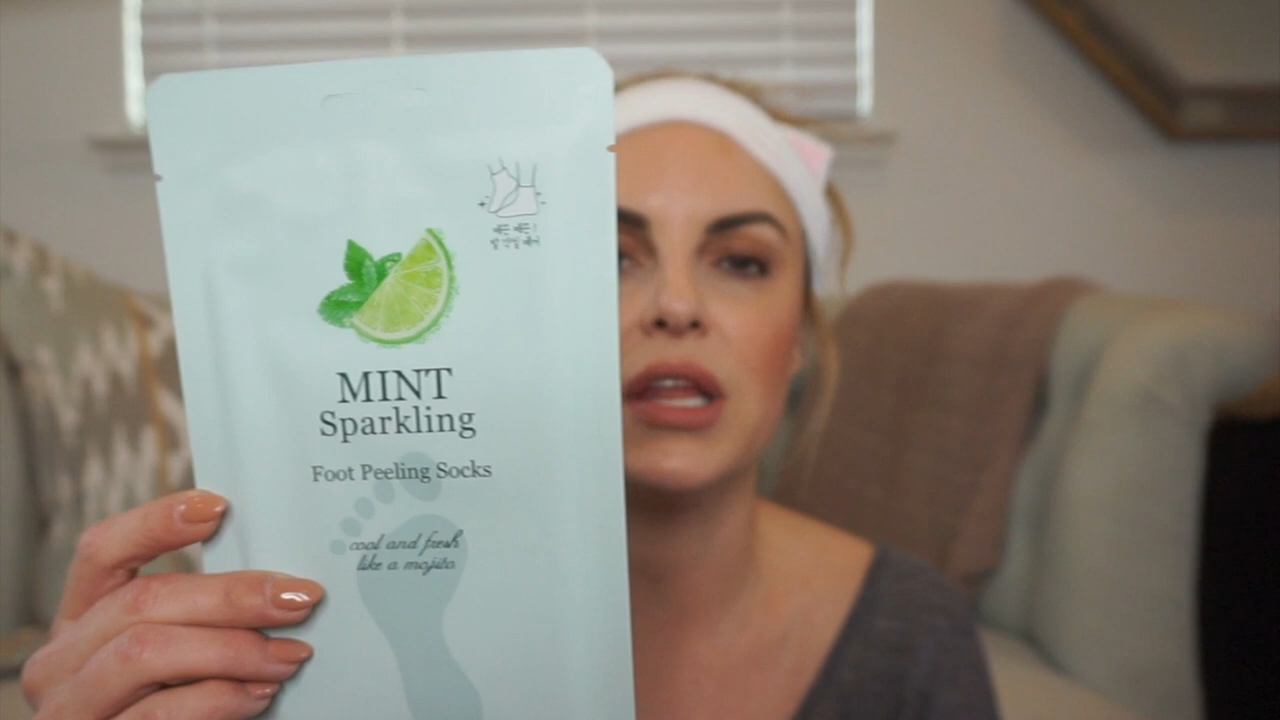 MINT
Sparkling
Foot Peeling Socks
cool and fresh
like a mojito